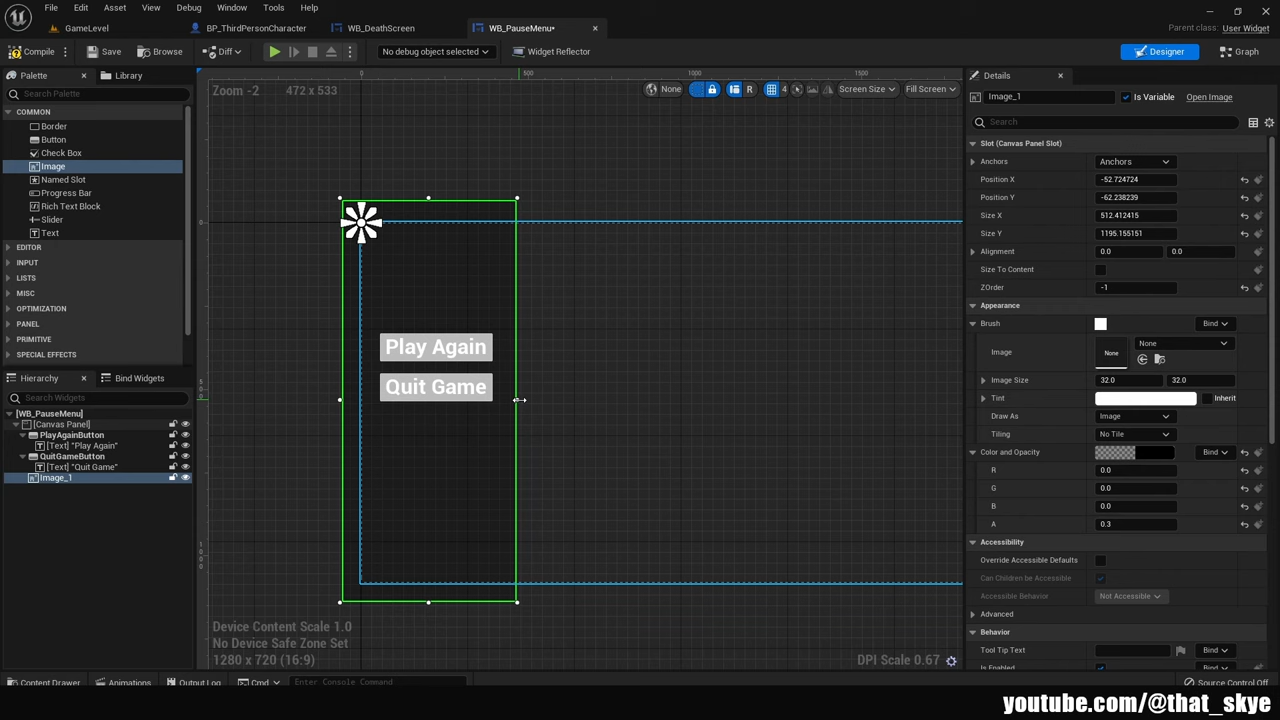 File Edit Asset View Debug Window Tools Help
GameLevel BP_ThirdPersonCharacter WB_DeathScreen WB_PauseMenu•
Parent class: User Widget
Compile Save Browse Diff No debug object selected Widget Reflector Designer Graph
Palette Library
Search Palette
COMMON
Border
Button
Check Box
Image
Named Slot
Progress Bar
Rich Text Block
Slider
Text
EDITOR
INPUT
LISTS
MISC
OPTIMIZATION
PANEL
PRIMITIVE
SPECIAL EFFECTS
Hierarchy Bind Widgets
Search Widgets
[WB_PauseMenu]
[Canvas Panel]
PlayAgainButton
[Text] "Play Again"
QuitGameButton
[Text] "Quit Game"
Image_1
0 500 1000 1500
Zoom -2 472 x 533
None R 4 Screen Size Fill Screen
0
500
1000
Play Again
Quit Game
Device Content Scale 1.0
No Device Safe Zone Set
1280 x 720 (16:9)
DPI Scale 0.67
Details
Image_1 Is Variable Open Image
Search
Slot (Canvas Panel Slot)
Anchors Anchors
Position X -52.724724
Position Y -62.238239
Size X 512.412415
Size Y 1195.155151
Alignment 0.0 0.0
Size To Content
ZOrder -1
Appearance
Brush Bind
Image None None
Image Size 32.0 32.0
Tint Inherit
Draw As Image
Tiling No Tile
Color and Opacity Bind
R 0.0
G 0.0
B 0.0
A 0.3
Accessibility
Override Accessible Defaults
Can Children be Accessible
Accessible Behavior Not Accessible
Advanced
Behavior
Tool Tip Text Bind
Is Enabled Bind
Content Drawer Animations Output Log Cmd Enter Console Command Source Control Off
youtube.com/@that_skye